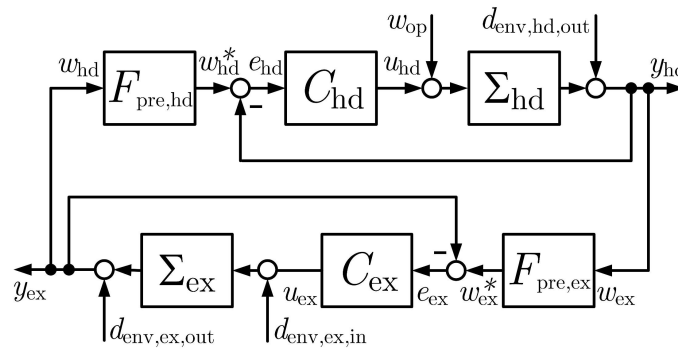 w_op d_env,hd,out
w_hd F_pre,hd w*_hd e_hd C_hd u_hd Σ_hd y_hd
-
-
y_ex Σ_ex u_ex C_ex e_ex w*_ex F_pre,ex w_ex
d_env,ex,out d_env,ex,in